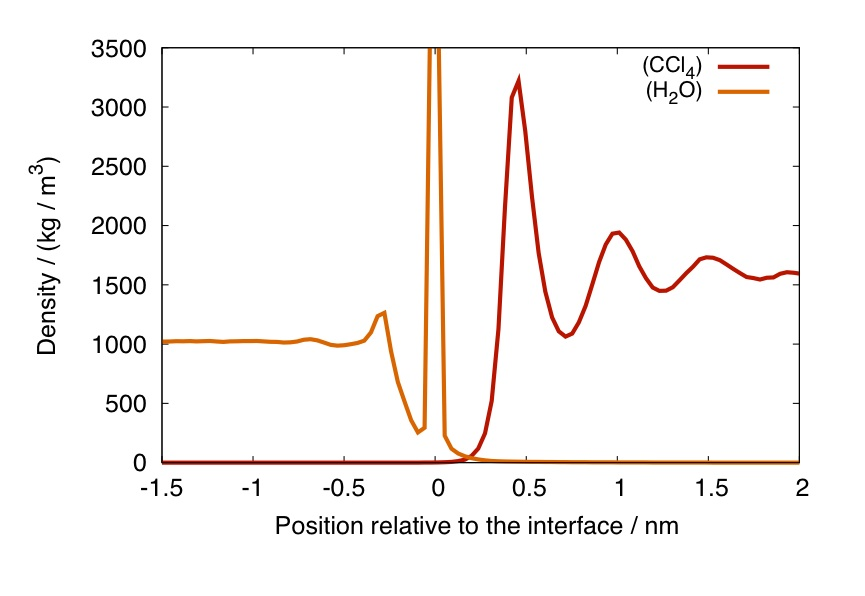 3500
3000
2500
2000
1500
1000
500
0
Density / (kg / m³)
(CCl₄)
(H₂O)
-1.5 -1 -0.5 0 0.5 1 1.5 2
Position relative to the interface / nm